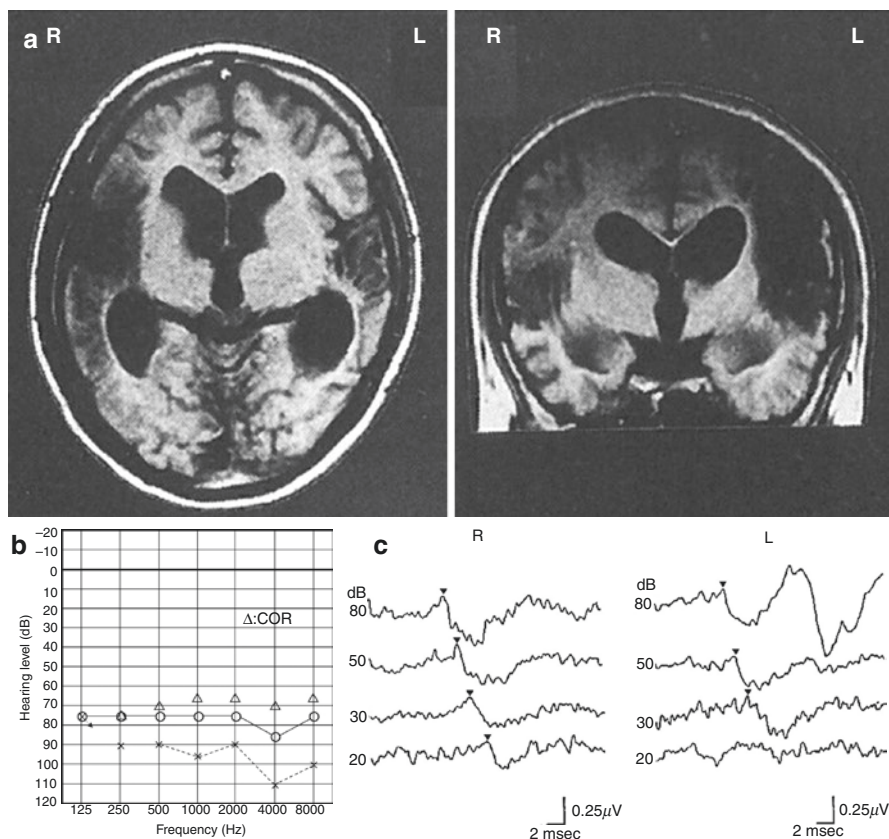 a R L R L
b
−20
−10
0
10
20
30
40
50
60
70
80
90
100
110
120
Hearing level (dB)
Δ:COR
125 250 500 1000 2000 4000 8000
Frequency (Hz)
c R L
dB
80
50
30
20
0.25μV
2 msec
dB
80
50
30
20
0.25μV
2 msec